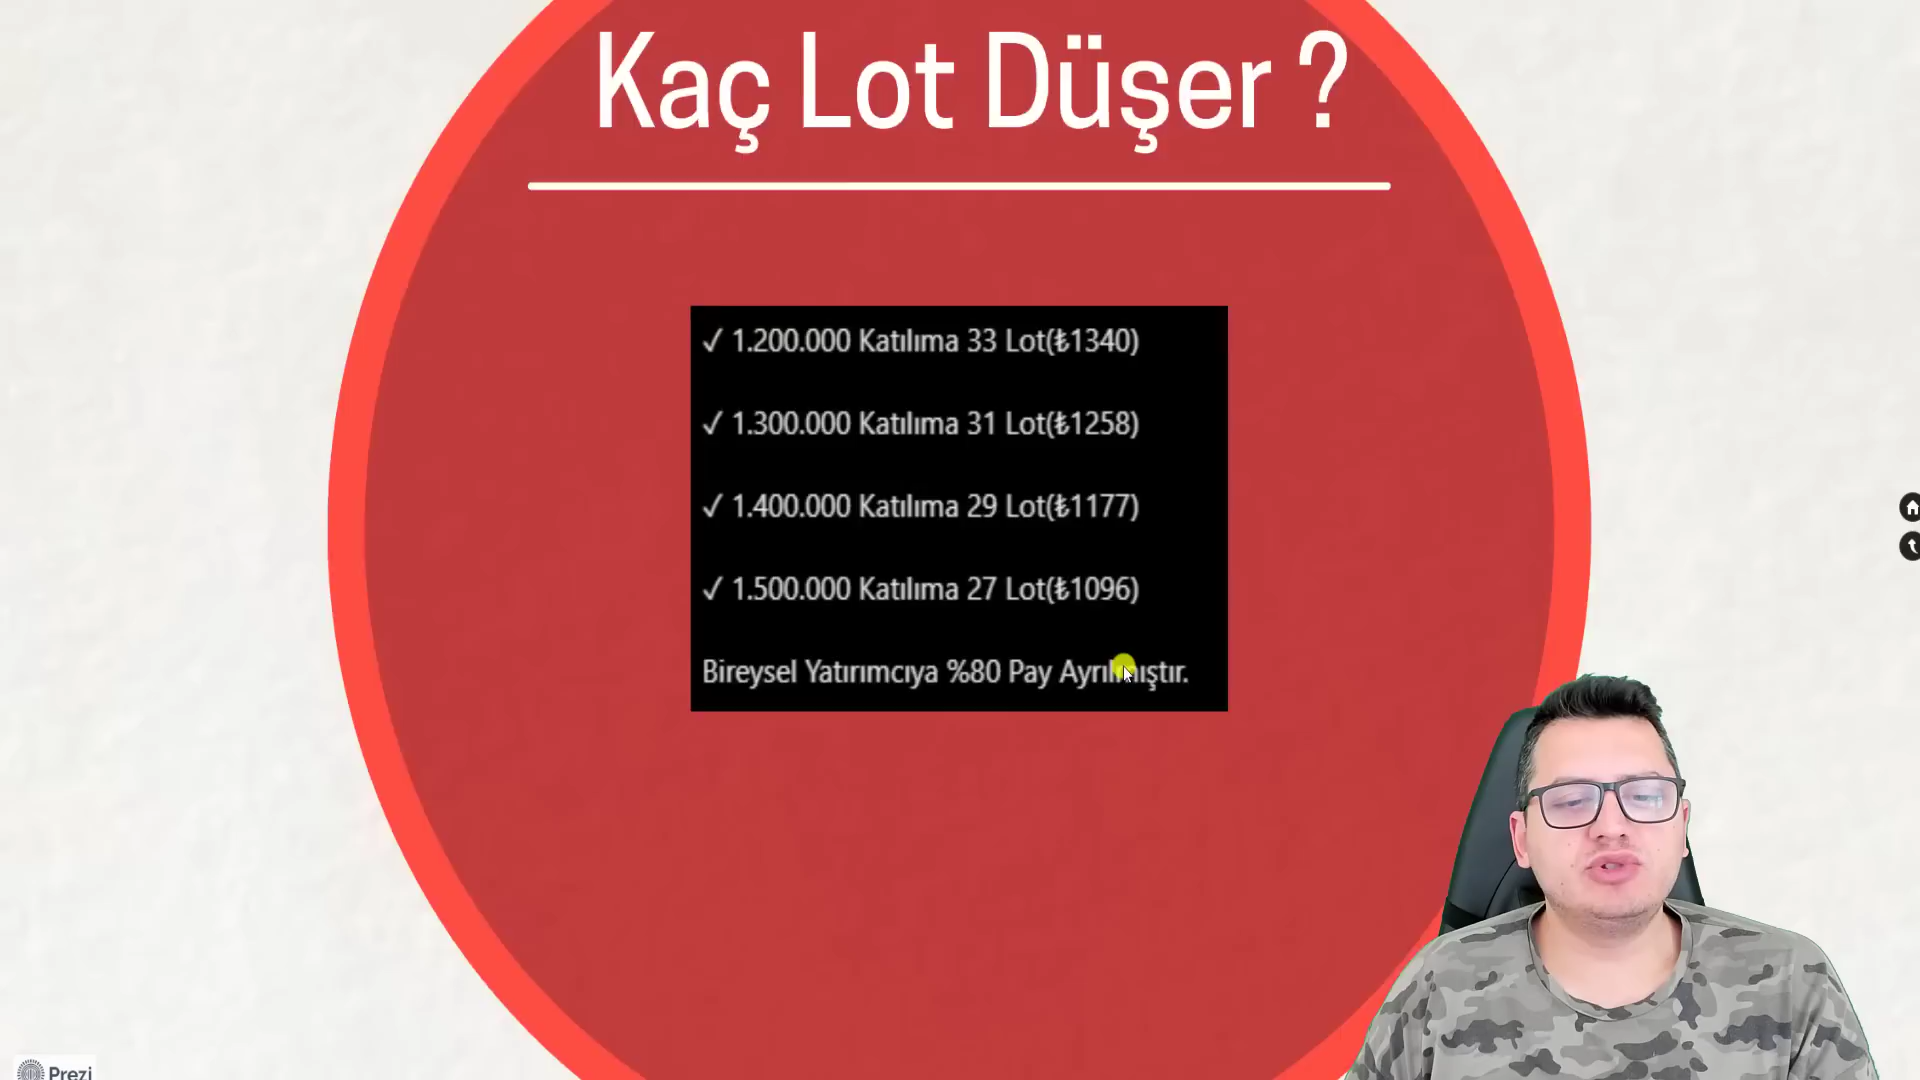 Kaç Lot Düşer ?
✓ 1.200.000 Katılıma 33 Lot(₺1340)
✓ 1.300.000 Katılıma 31 Lot(₺1258)
✓ 1.400.000 Katılıma 29 Lot(₺1177)
✓ 1.500.000 Katılıma 27 Lot(₺1096)
Bireysel Yatırımcıya %80 Pay Ayrılmıştır.
Prezi